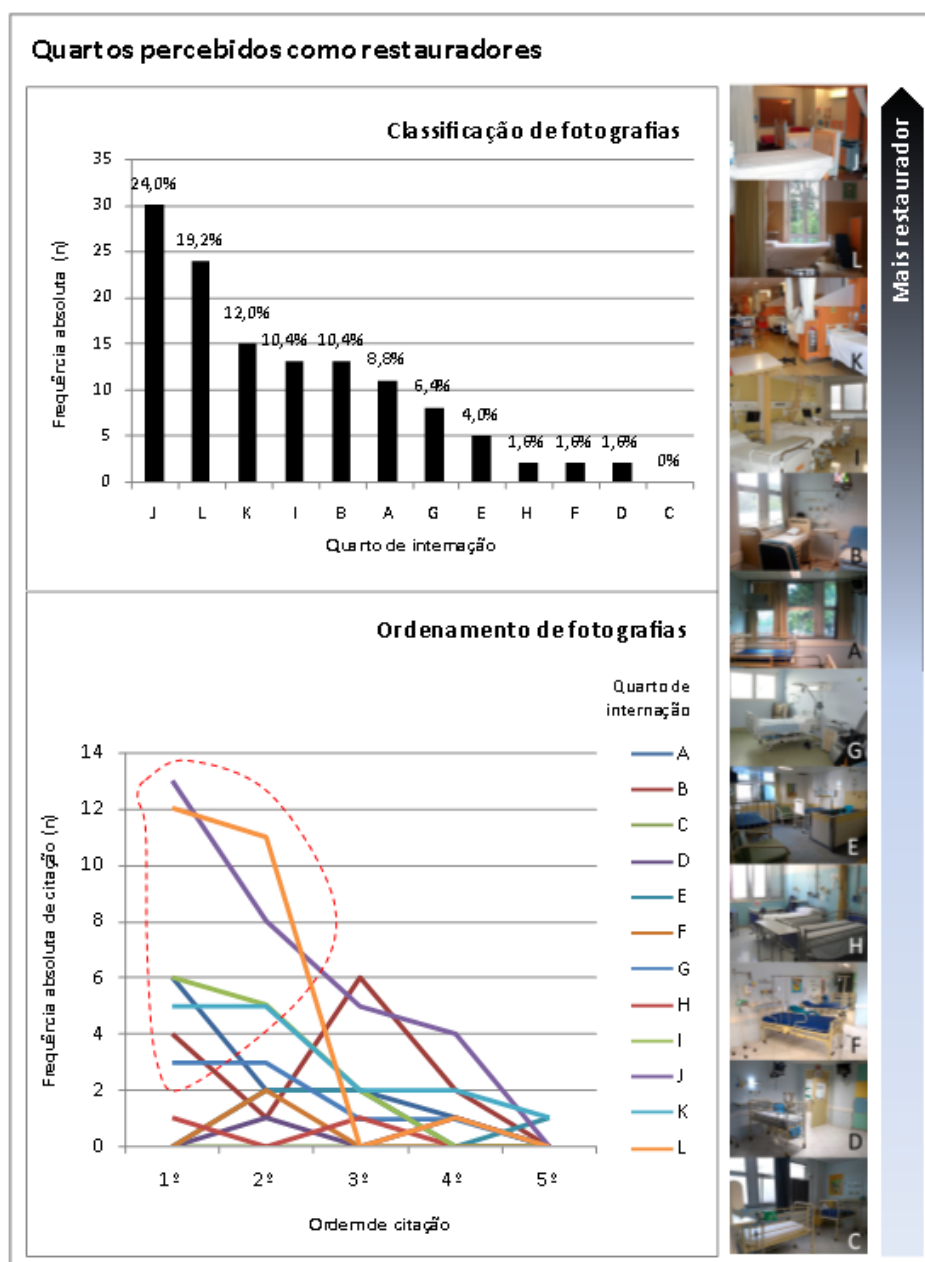 Quartos percebidos como restauradores
Classificação de fotografias
Frequência absoluta (n)
35
30
25
20
15
10
5
0
24,0%
19,2%
12,0%
10,4%
10,4%
8,8%
6,4%
4,0%
1,6%
1,6%
1,6%
0%
J L K I B A G E H F D C
Quarto de internação
Ordenamento de fotografias
Quarto de
internação
Frequência absoluta de citação (n)
14
12
10
8
6
4
2
0
1º 2º 3º 4º 5º
Ordem de citação
A
B
C
D
E
F
G
H
I
J
K
L
J
L
K
I
B
A
G
E
H
F
D
C
Mais restaurador